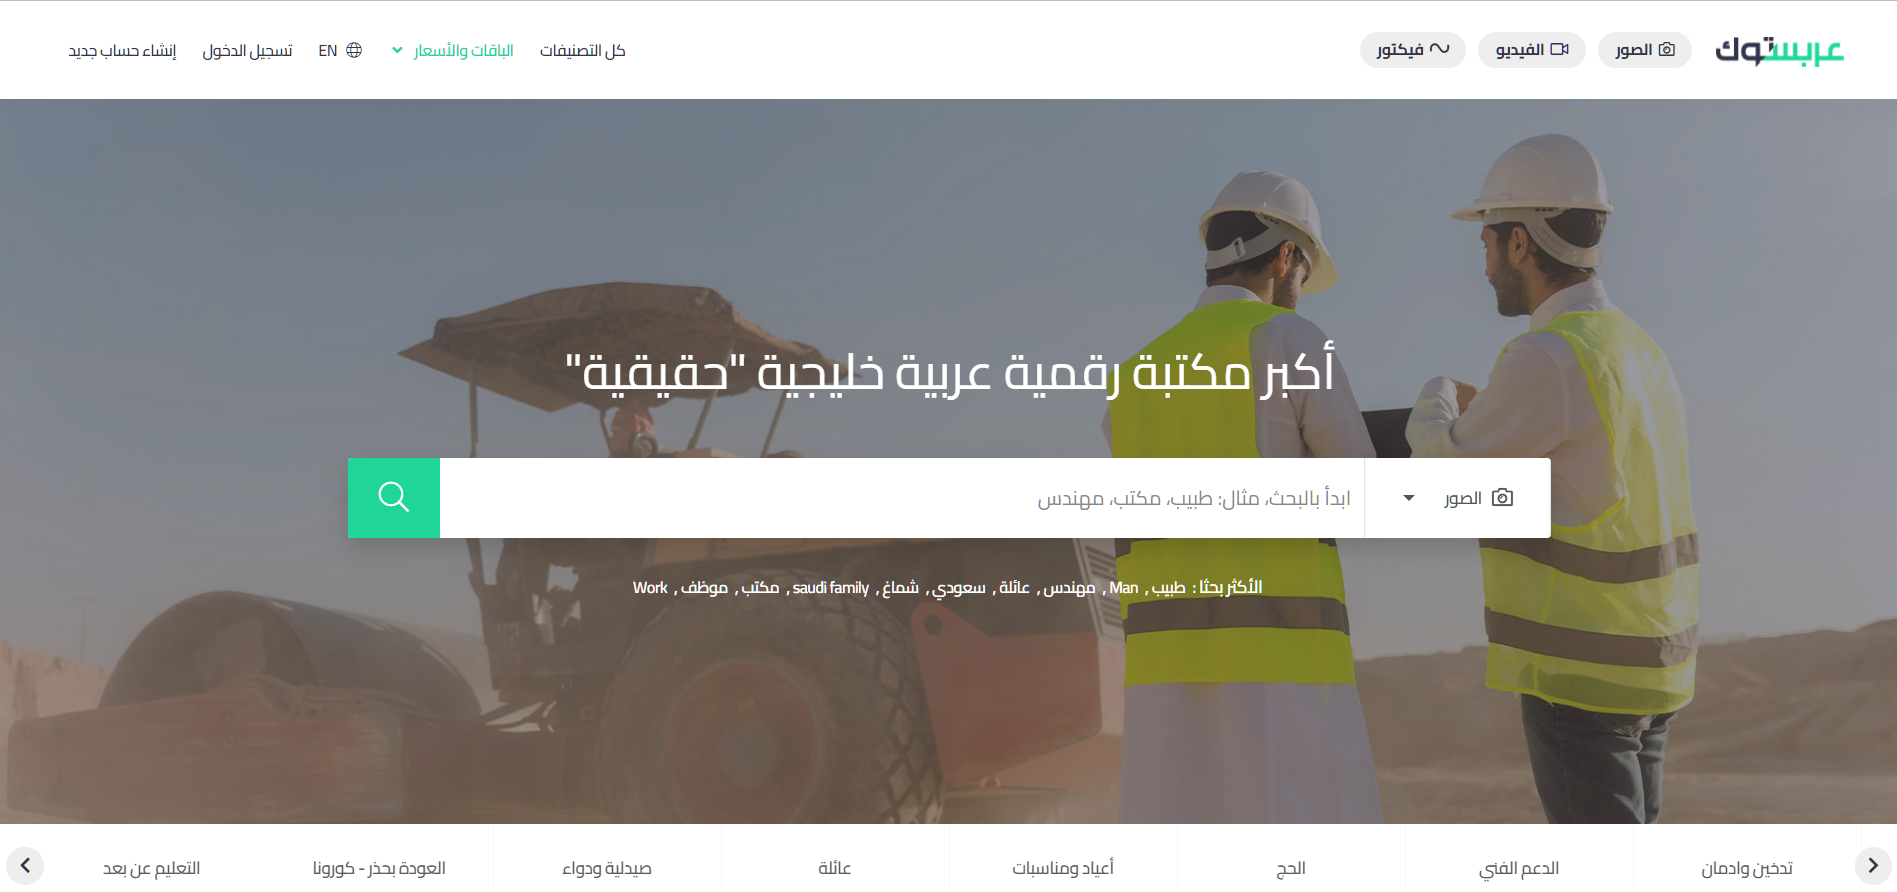 عربستوك
الصور
الفيديو
فيكتور
كل التصنيفات
الباقات والأسعار
EN
تسجيل الدخول
إنشاء حساب جديد
أكبر مكتبة رقمية عربية خليجية "حقيقية"
الصور
ابدأ بالبحث، مثال: طبيب، مكتب، مهندس
الأكثر بحثا : طبيب , Man , مهندس , عائلة , سعودي , شماغ , saudi family , مكتب , موظف , Work
تدخين وادمان
الدعم الفني
الحج
أعياد ومناسبات
عائلة
صيدلية ودواء
العودة بحذر - كورونا
التعليم عن بعد